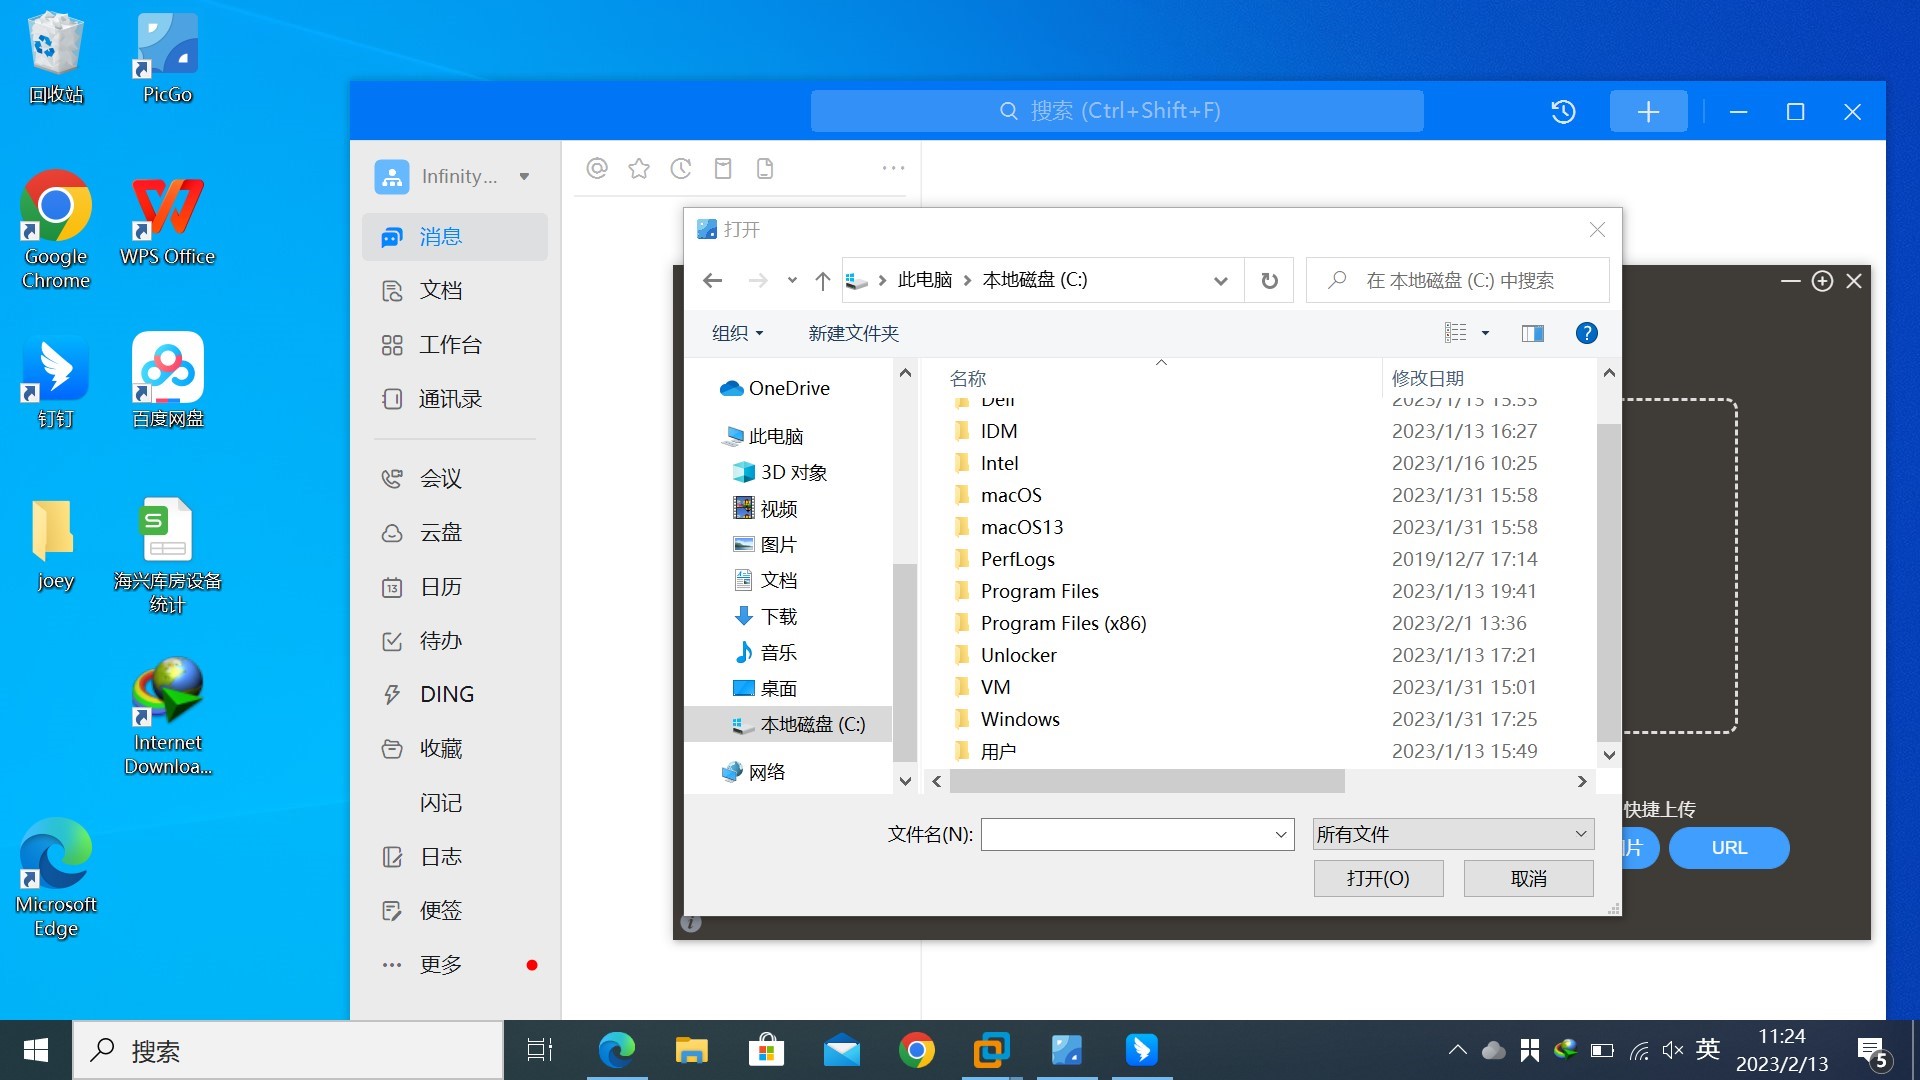 回收站
PicGo
Google
Chrome
WPS Office
钉钉
百度网盘
joey
海兴库房设备
统计
Internet
Downloa...
Microsoft
Edge
搜索 (Ctrl+Shift+F)
Infinity...
消息
文档
工作台
通讯录
会议
云盘
13
日历
待办
DING
收藏
闪记
日志
便签
更多
打开
此电脑
本地磁盘 (C:)
在 本地磁盘 (C:) 中搜索
组织
新建文件夹
OneDrive
此电脑
3D 对象
视频
图片
文档
下载
音乐
桌面
本地磁盘 (C:)
网络
名称 修改日期
Dell 2023/1/13 15:55
IDM 2023/1/13 16:27
Intel 2023/1/16 10:25
macOS 2023/1/31 15:58
macOS13 2023/1/31 15:58
PerfLogs 2019/12/7 17:14
Program Files 2023/1/13 19:41
Program Files (x86) 2023/2/1 13:36
Unlocker 2023/1/13 17:21
VM 2023/1/31 15:01
Windows 2023/1/31 17:25
用户 2023/1/13 15:49
文件名(N):
所有文件
打开(O)
取消
快捷上传
片
URL
搜索
英
11:24
2023/2/13
5